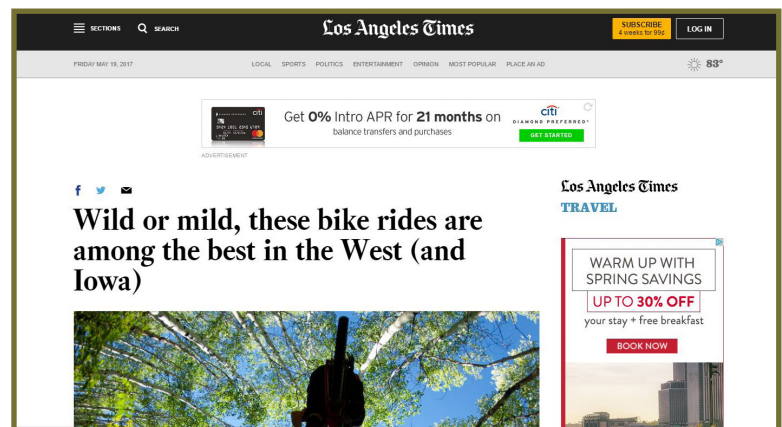 SECTIONS SEARCH Los Angeles Times SUBSCRIBE
4 weeks for 99¢ LOG IN
FRIDAY MAY 19, 2017 LOCAL SPORTS POLITICS ENTERTAINMENT OPINION MOST POPULAR PLACE AN AD 83°
citi
Get 0% Intro APR for 21 months on
balance transfers and purchases
citi
DIAMOND PREFERRED®
GET STARTED
ADVERTISEMENT
Wild or mild, these bike rides are
among the best in the West (and
Iowa)
Los Angeles Times
TRAVEL
WARM UP WITH
SPRING SAVINGS
UP TO 30% OFF
your stay + free breakfast
BOOK NOW